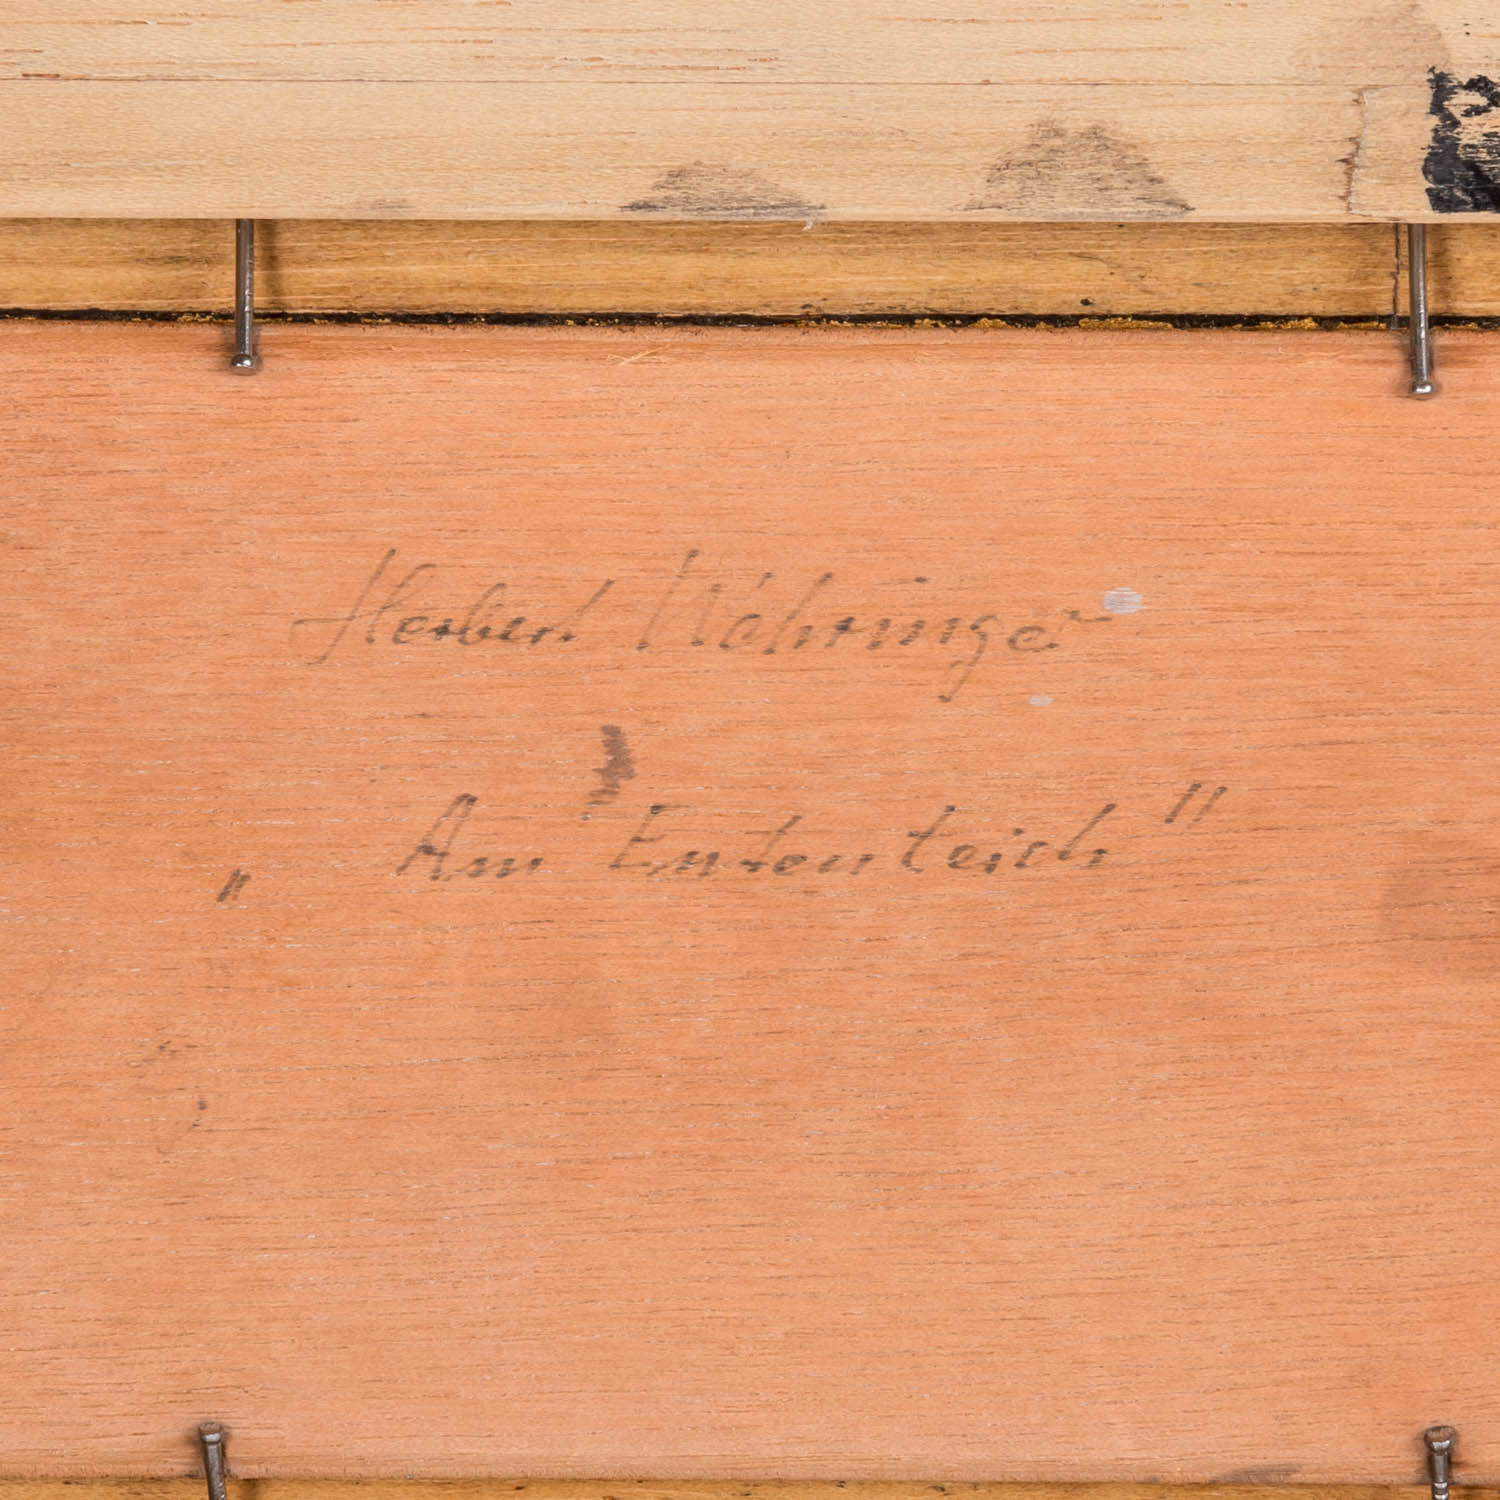 Herbert Wöhringer
„ Am Ententeich "